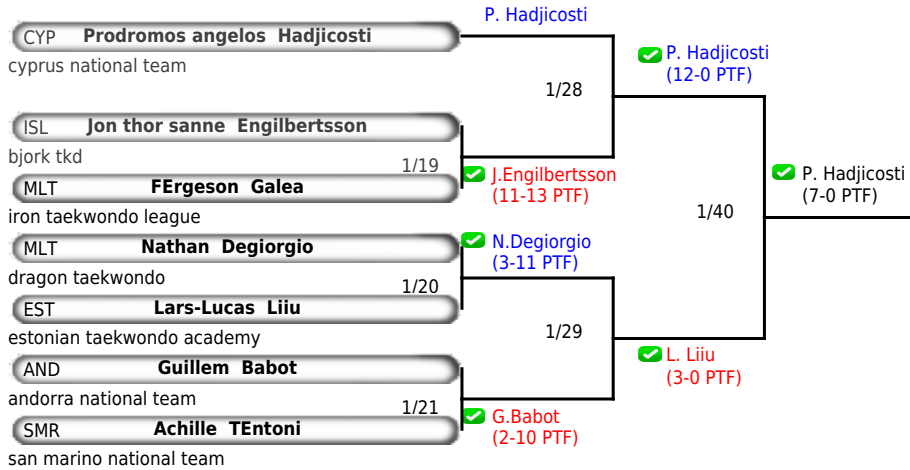 P. Hadjicosti
CYP Prodromos angelos Hadjicosti
cyprus national team
P. Hadjicosti
(12-0 PTF)
1/28
ISL Jon thor sanne Engilbertsson
bjork tkd
1/19
J.Engilbertsson
(11-13 PTF)
MLT FErgeson Galea
iron taekwondo league
P. Hadjicosti
(7-0 PTF)
1/40
MLT Nathan Degiorgio
dragon taekwondo
N.Degiorgio
(3-11 PTF)
1/20
EST Lars-Lucas Liiu
estonian taekwondo academy
1/29
L. Liiu
(3-0 PTF)
AND Guillem Babot
andorra national team
1/21
G.Babot
(2-10 PTF)
SMR Achille TEntoni
san marino national team